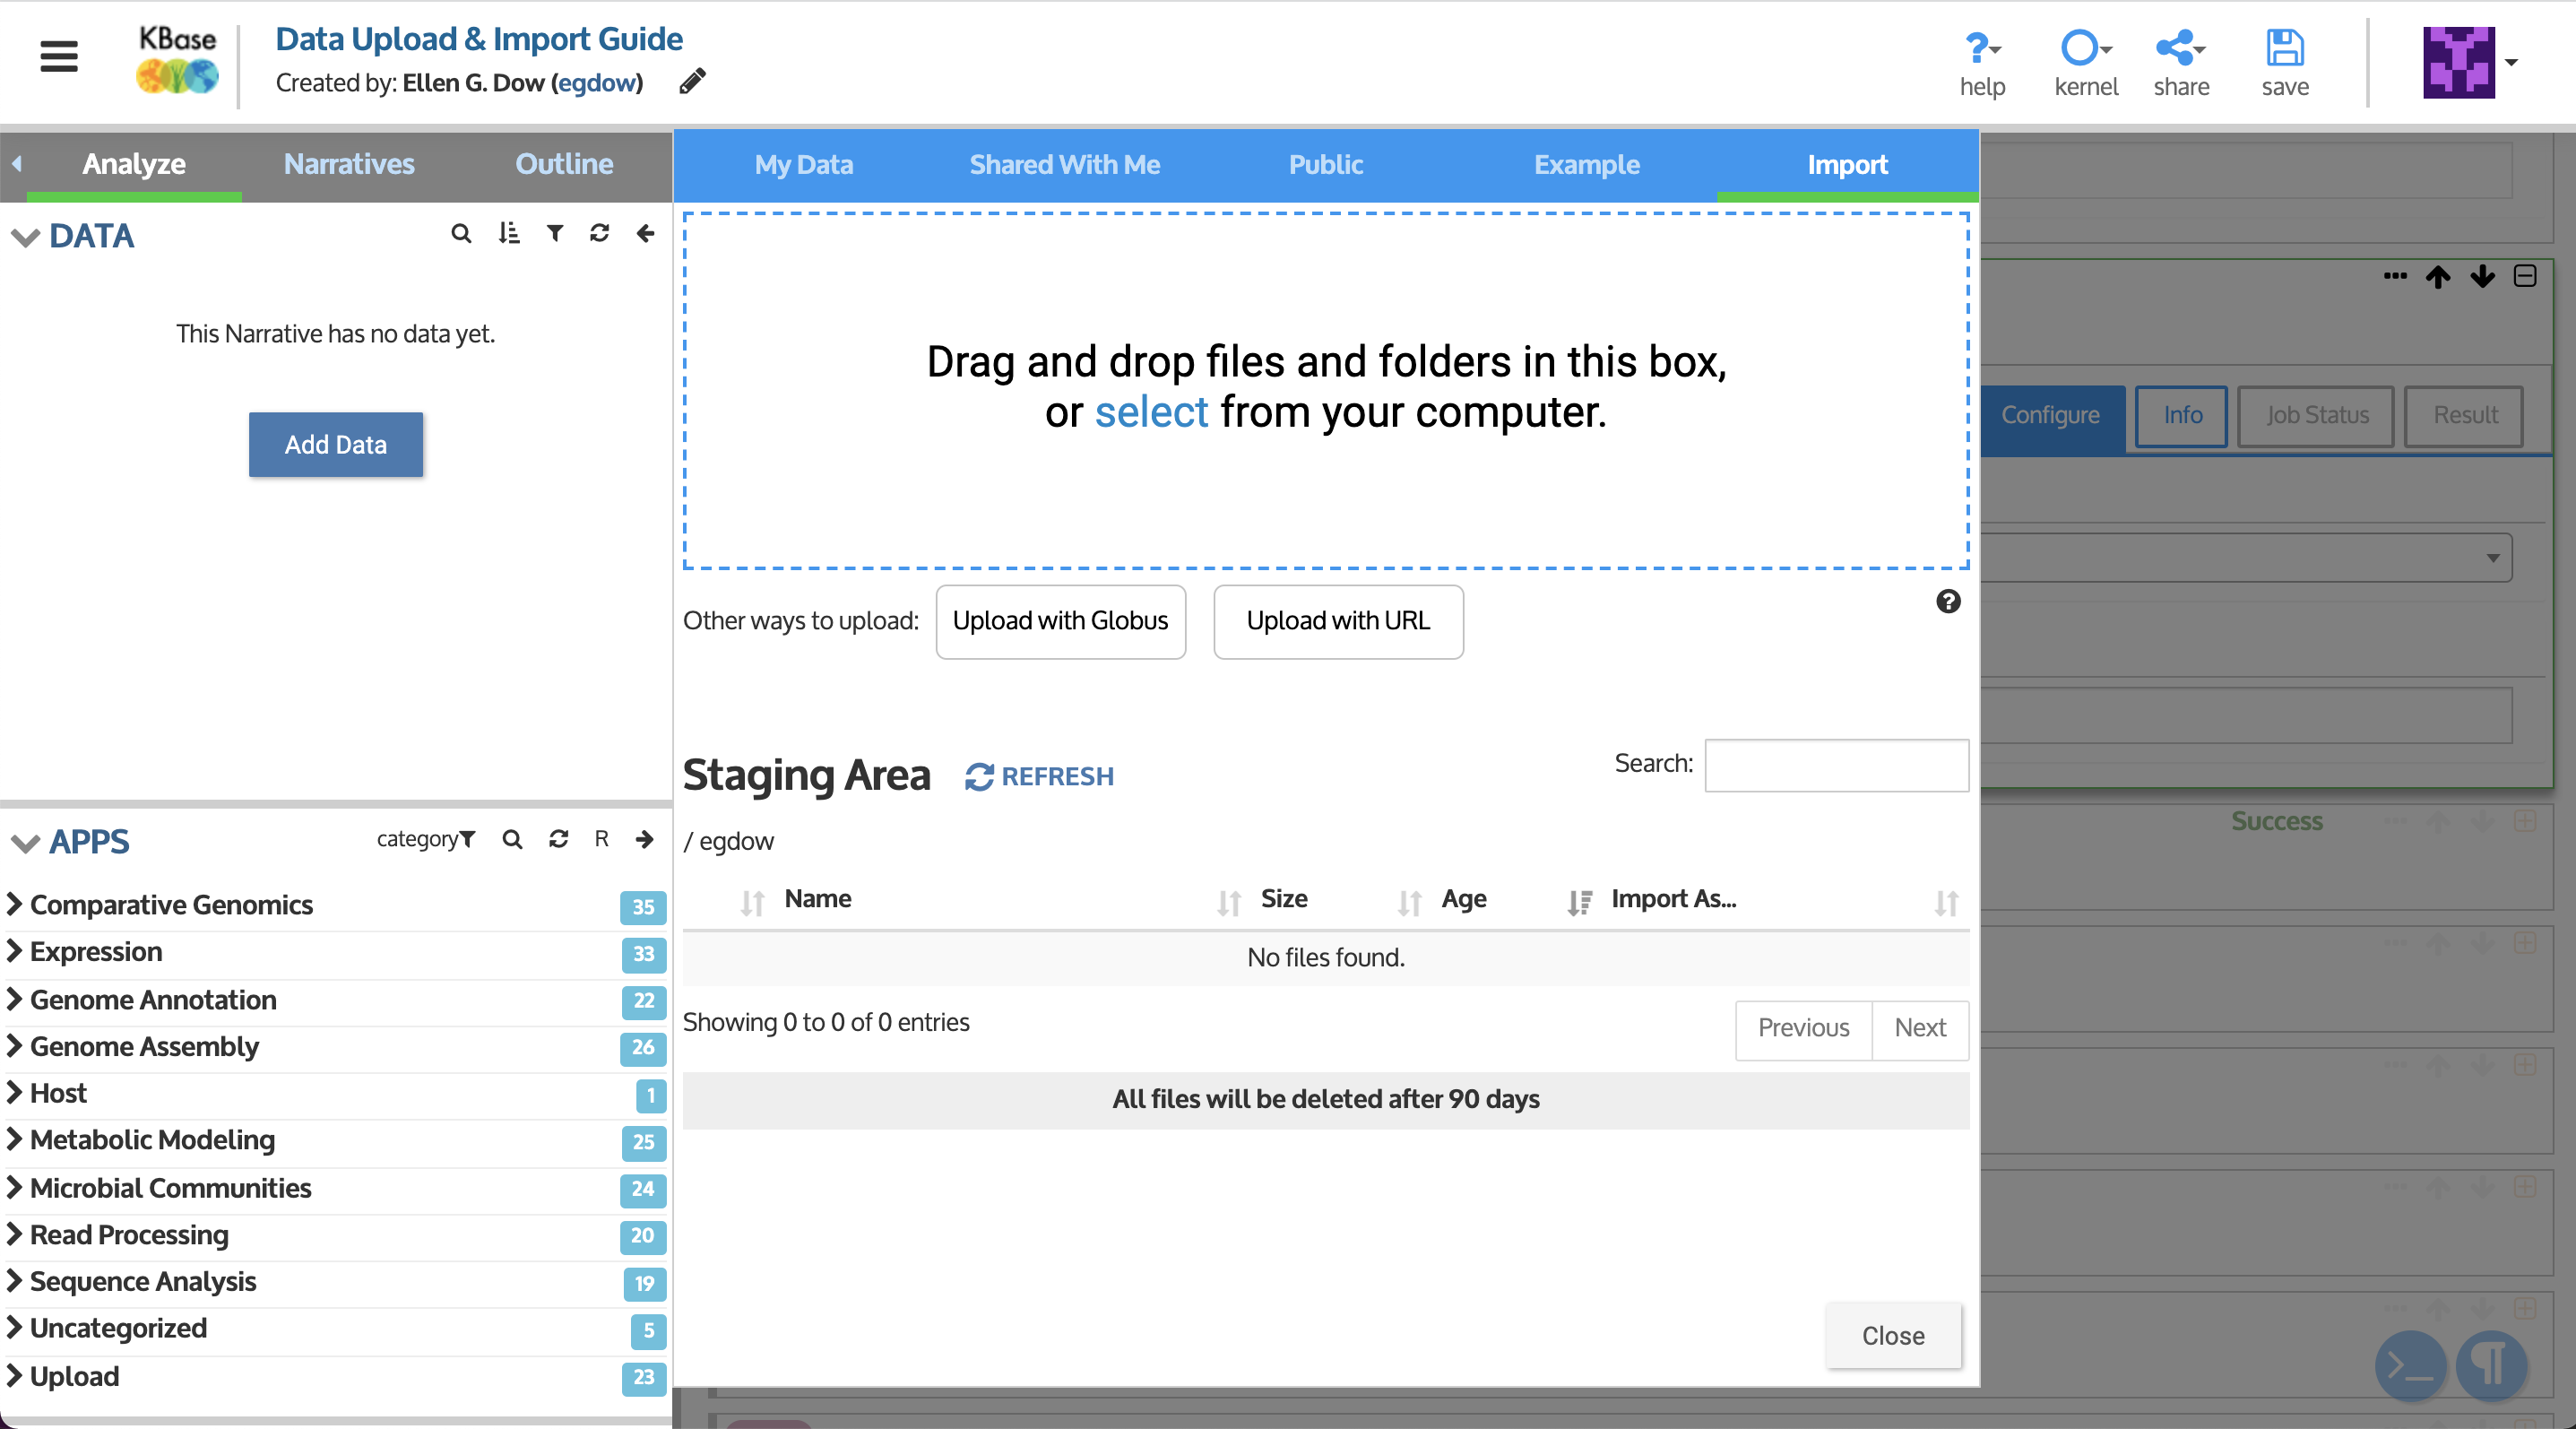 KBase
Data Upload & Import Guide
Created by: Ellen G. Dow (egdow)
help
kernel
share
save
Analyze
Narratives
Outline
My Data
Shared With Me
Public
Example
Import
DATA
This Narrative has no data yet.
Add Data
Drag and drop files and folders in this box,
or select from your computer.
Configure
Info
Job Status
Result
Other ways to upload:
Upload with Globus
Upload with URL
Staging Area
REFRESH
Search:
/ egdow
Name
Size
Age
Import As...
No files found.
Showing 0 to 0 of 0 entries
Previous
Next
All files will be deleted after 90 days
Close
Success
APPS
category
R
Comparative Genomics 35
Expression 33
Genome Annotation 22
Genome Assembly 26
Host 1
Metabolic Modeling 25
Microbial Communities 24
Read Processing 20
Sequence Analysis 19
Uncategorized 5
Upload 23